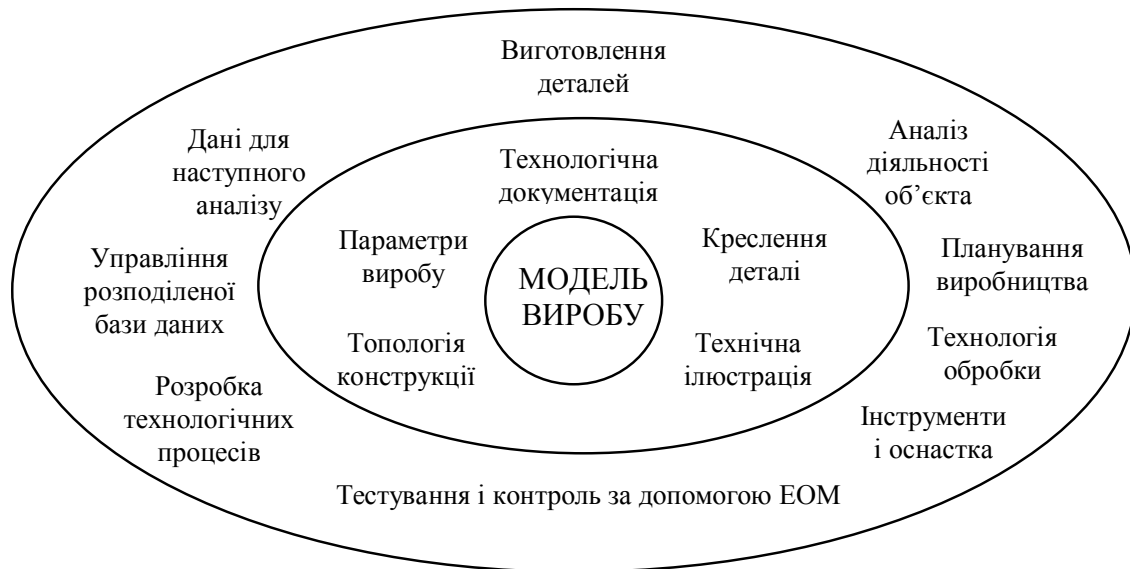 Виготовлення
деталей
Дані для
наступного
аналізу
Аналіз
діяльності
об’єкта
Технологічна
документація
Параметри
виробу
Креслення
деталі
Управління
розподіленої
бази даних
МОДЕЛЬ
ВИРОБУ
Планування
виробництва
Топологія
конструкції
Технічна
ілюстрація
Технологія
обробки
Розробка
технологічних
процесів
Інструменти
і оснастка
Тестування і контроль за допомогою ЕОМ